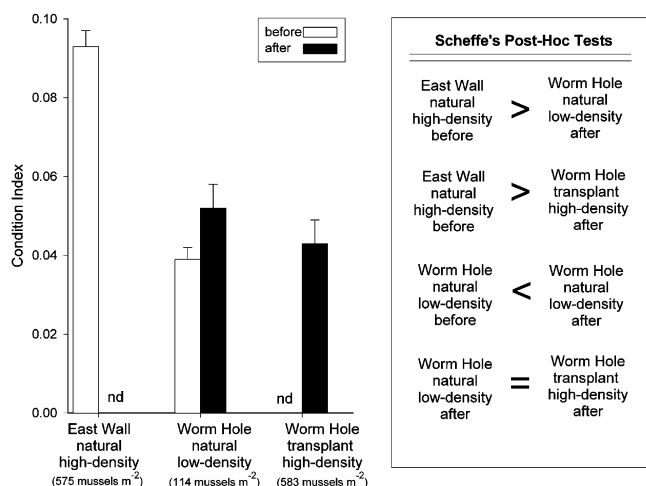 0.10
0.08
0.06
0.04
0.02
0.00
Condition Index
before
after
nd
nd
East Wall
natural
high-density
(575 mussels m-2)
Worm Hole
natural
low-density
(114 mussels m-2)
Worm Hole
transplant
high-density
(583 mussels m-2)
Scheffe's Post-Hoc Tests
East Wall
natural
high-density
before
>
Worm Hole
natural
low-density
after
East Wall
natural
high-density
before
>
Worm Hole
transplant
high-density
after
Worm Hole
natural
low-density
before
<
Worm Hole
natural
low-density
after
Worm Hole
natural
low-density
after
=
Worm Hole
transplant
high-density
after